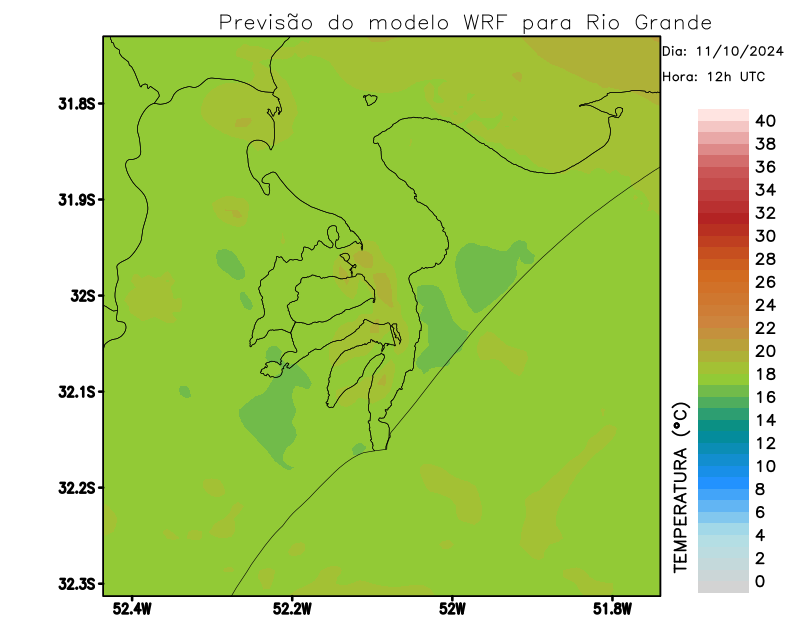 Previsão do modelo WRF para Rio Grande
Dia: 11/10/2024
Hora: 12h UTC
31.8S
31.9S
32S
32.1S
32.2S
32.3S
52.4W
52.2W
52W
51.8W
TEMPERATURA (°C)
40
38
36
34
32
30
28
26
24
22
20
18
16
14
12
10
8
6
4
2
0